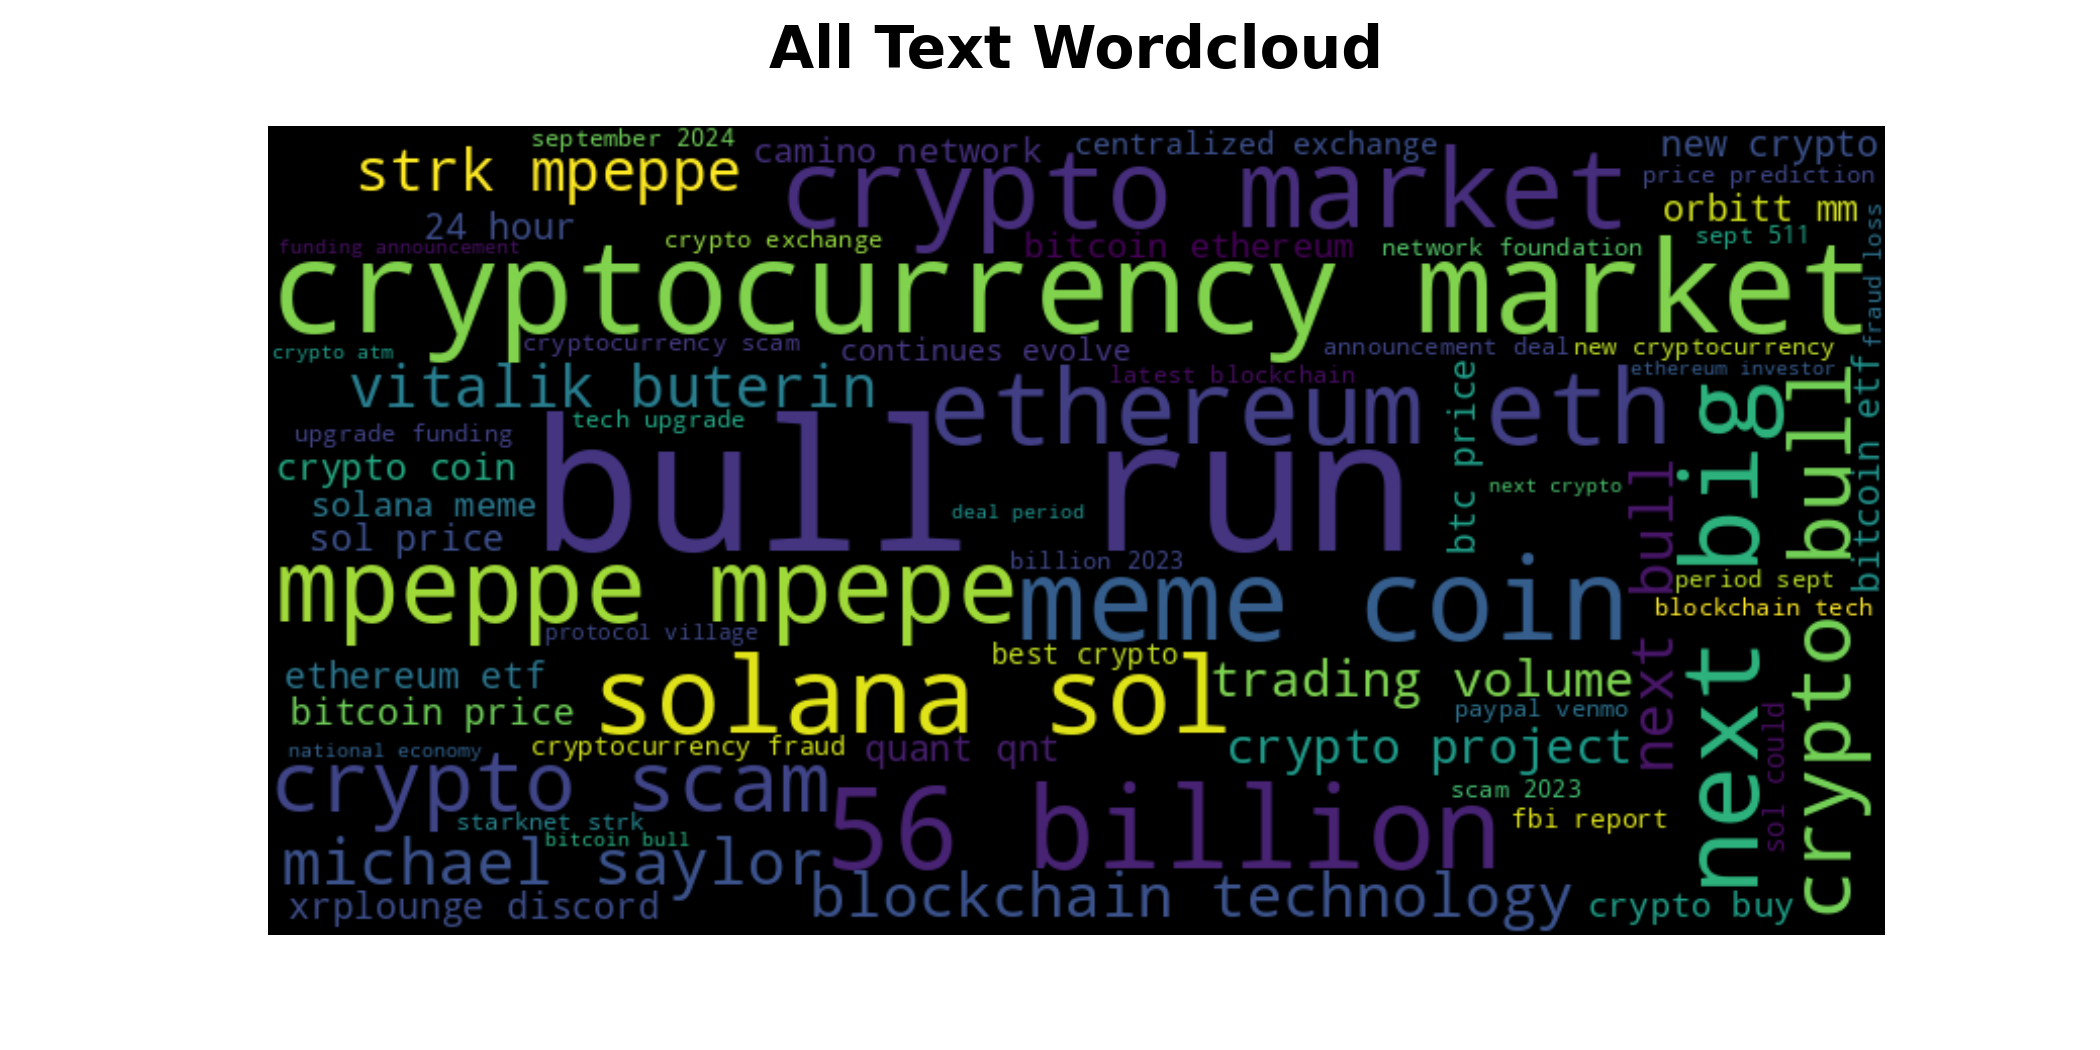 All Text Wordcloud
september 2024
strk mpeppe
camino network
centralized exchange
new crypto
crypto market
price prediction
orbitt mm
24 hour
funding announcement
crypto exchange
bitcoin ethereum
network foundation
sept 511
fraud loss
cryptocurrency market
crypto atm
cryptocurrency scam
continues evolve
announcement deal
new cryptocurrency
vitalik buterin
latest blockchain
ethereum investor
ethereum eth
btc price
next big
crypto bull
bitcoin etf
upgrade funding
tech upgrade
crypto coin
bull run
solana meme
deal period
next crypto
next bull
sol price
billion 2023
mpeppe mpepe
meme coin
period sept
blockchain tech
protocol village
best crypto
ethereum etf
solana sol
trading volume
bitcoin price
paypal venmo
sol could
national economy
cryptocurrency fraud
quant qnt
crypto project
crypto scam
56 billion
scam 2023
fbi report
starknet strk
bitcoin bull
michael saylor
blockchain technology
xrplounge discord
crypto buy